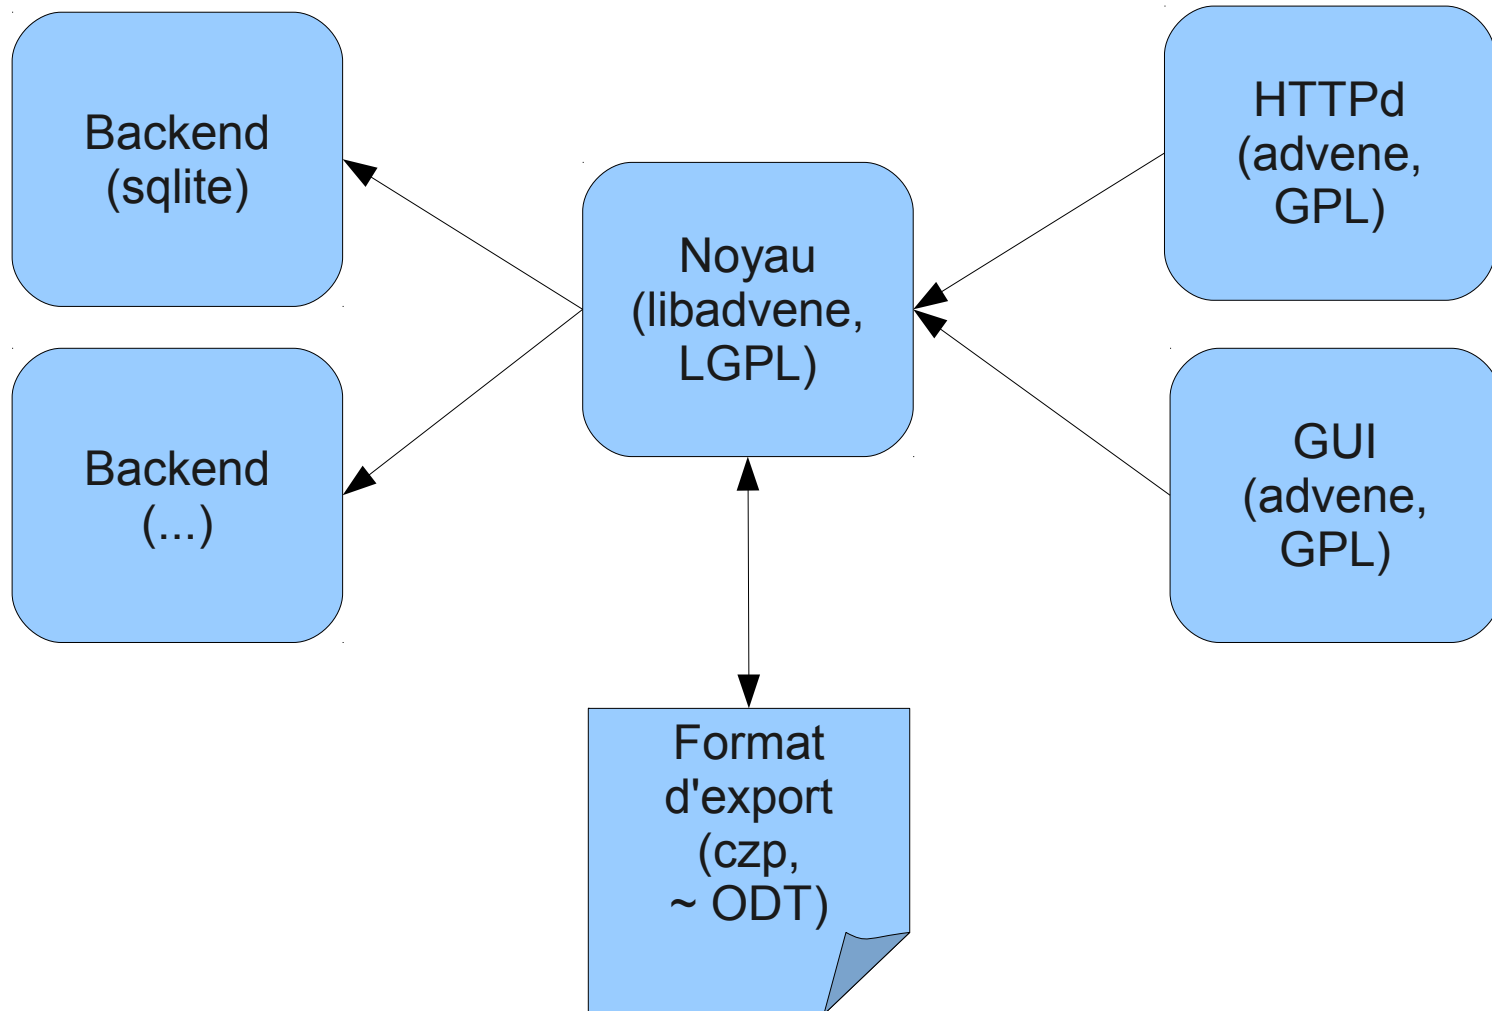 Backend
(sqlite)
Backend
(...)
Noyau
(libadvene,
LGPL)
Format
d'export
(czp,
~ ODT)
HTTPd
(advene,
GPL)
GUI
(advene,
GPL)